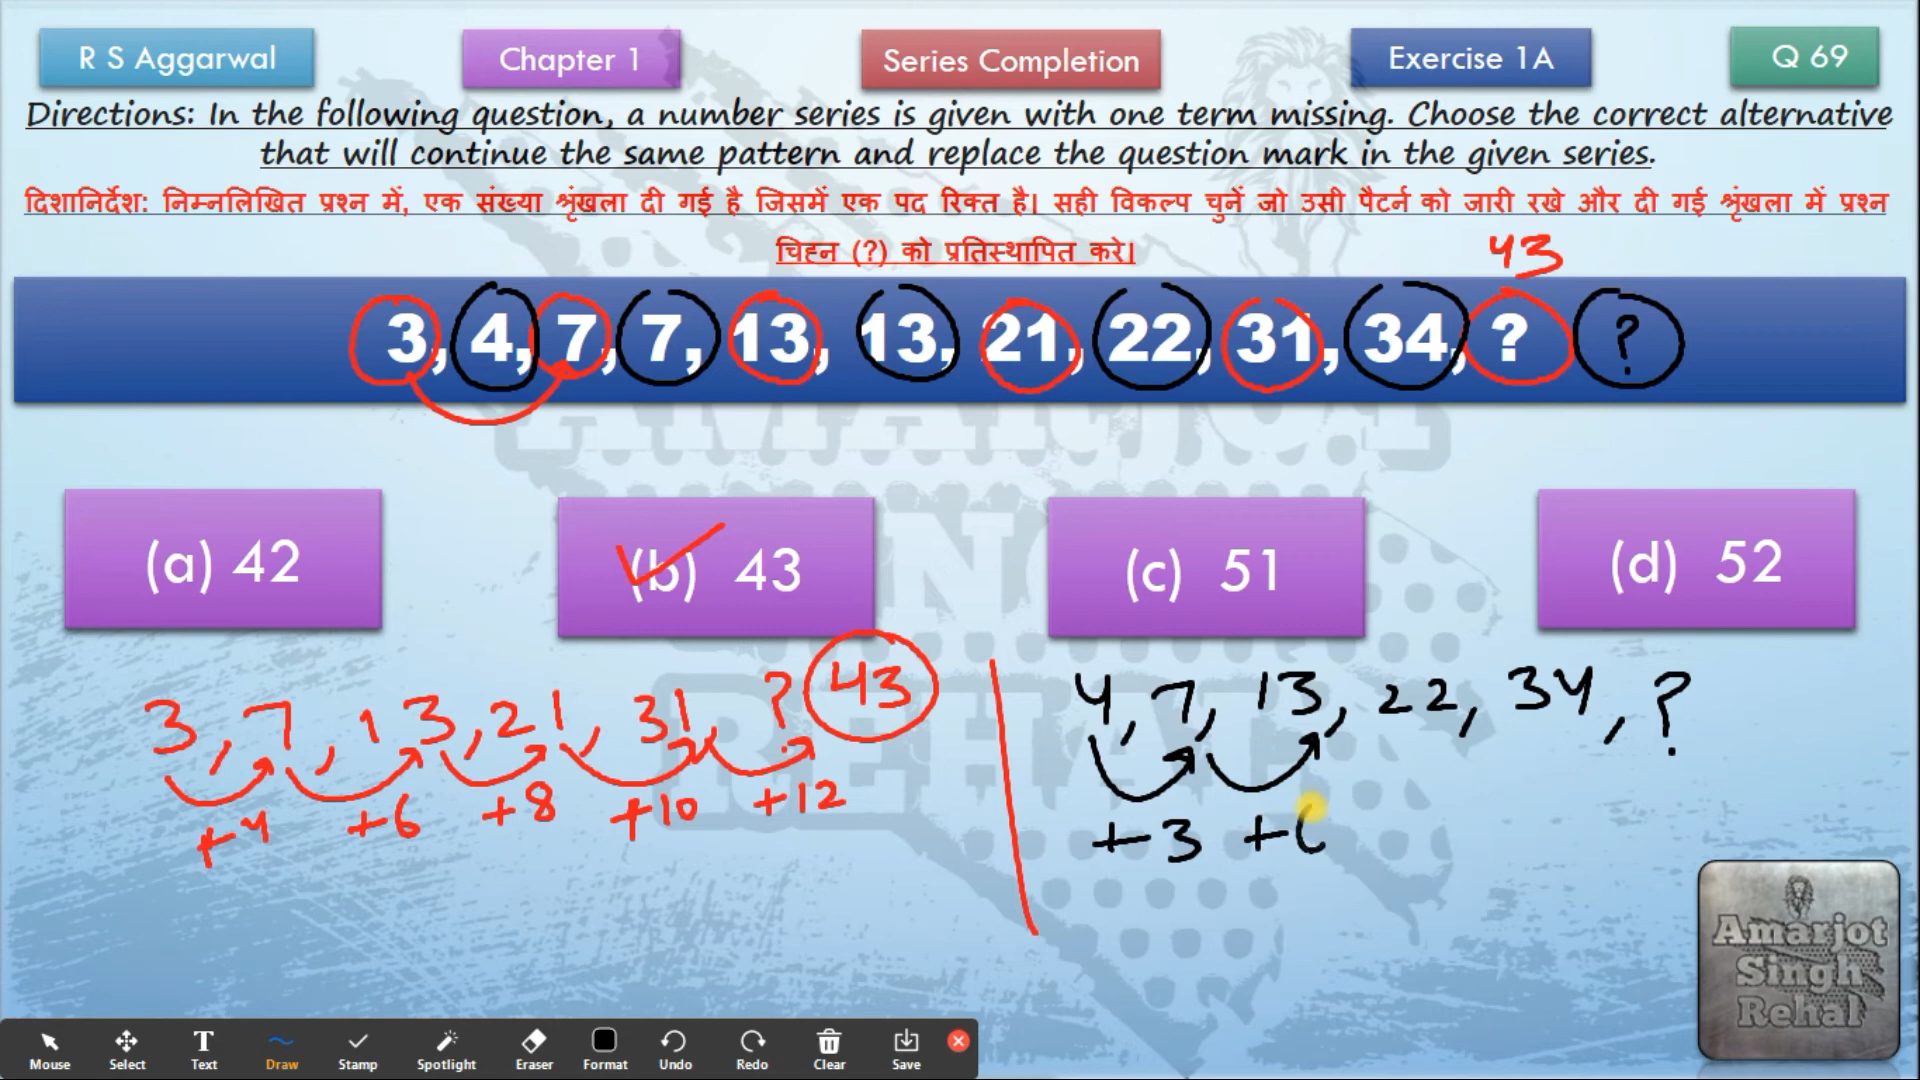 R S Aggarwal
Chapter 1
Series Completion
Exercise 1A
Q 69
Directions: In the following question, a number series is given with one term missing. Choose the correct alternative
that will continue the same pattern and replace the question mark in the given series.
दिशानिर्देश: निम्नलिखित प्रश्न में, एक संख्या श्रृंखला दी गई है जिसमें एक पद रिक्त है। सही विकल्प चुनें जो उसी पैटर्न को जारी रखे और दी गई श्रृंखला में प्रश्न
चिह्न (?) को प्रतिस्थापित करे।
43
3, 4, 7, 7, 13, 13, 21, 22, 31, 34, ? ?
(a) 42
(b) 43
(c) 51
(d) 52
3, 7, 13, 21, 31, ? 43
+4 +6 +8 +10 +12
4, 7, 13, 22, 34, ?
+3 +
Amarjot
Singh
Rehal
Mouse
Select
Text
Draw
Stamp
Spotlight
Eraser
Format
Undo
Redo
Clear
Save